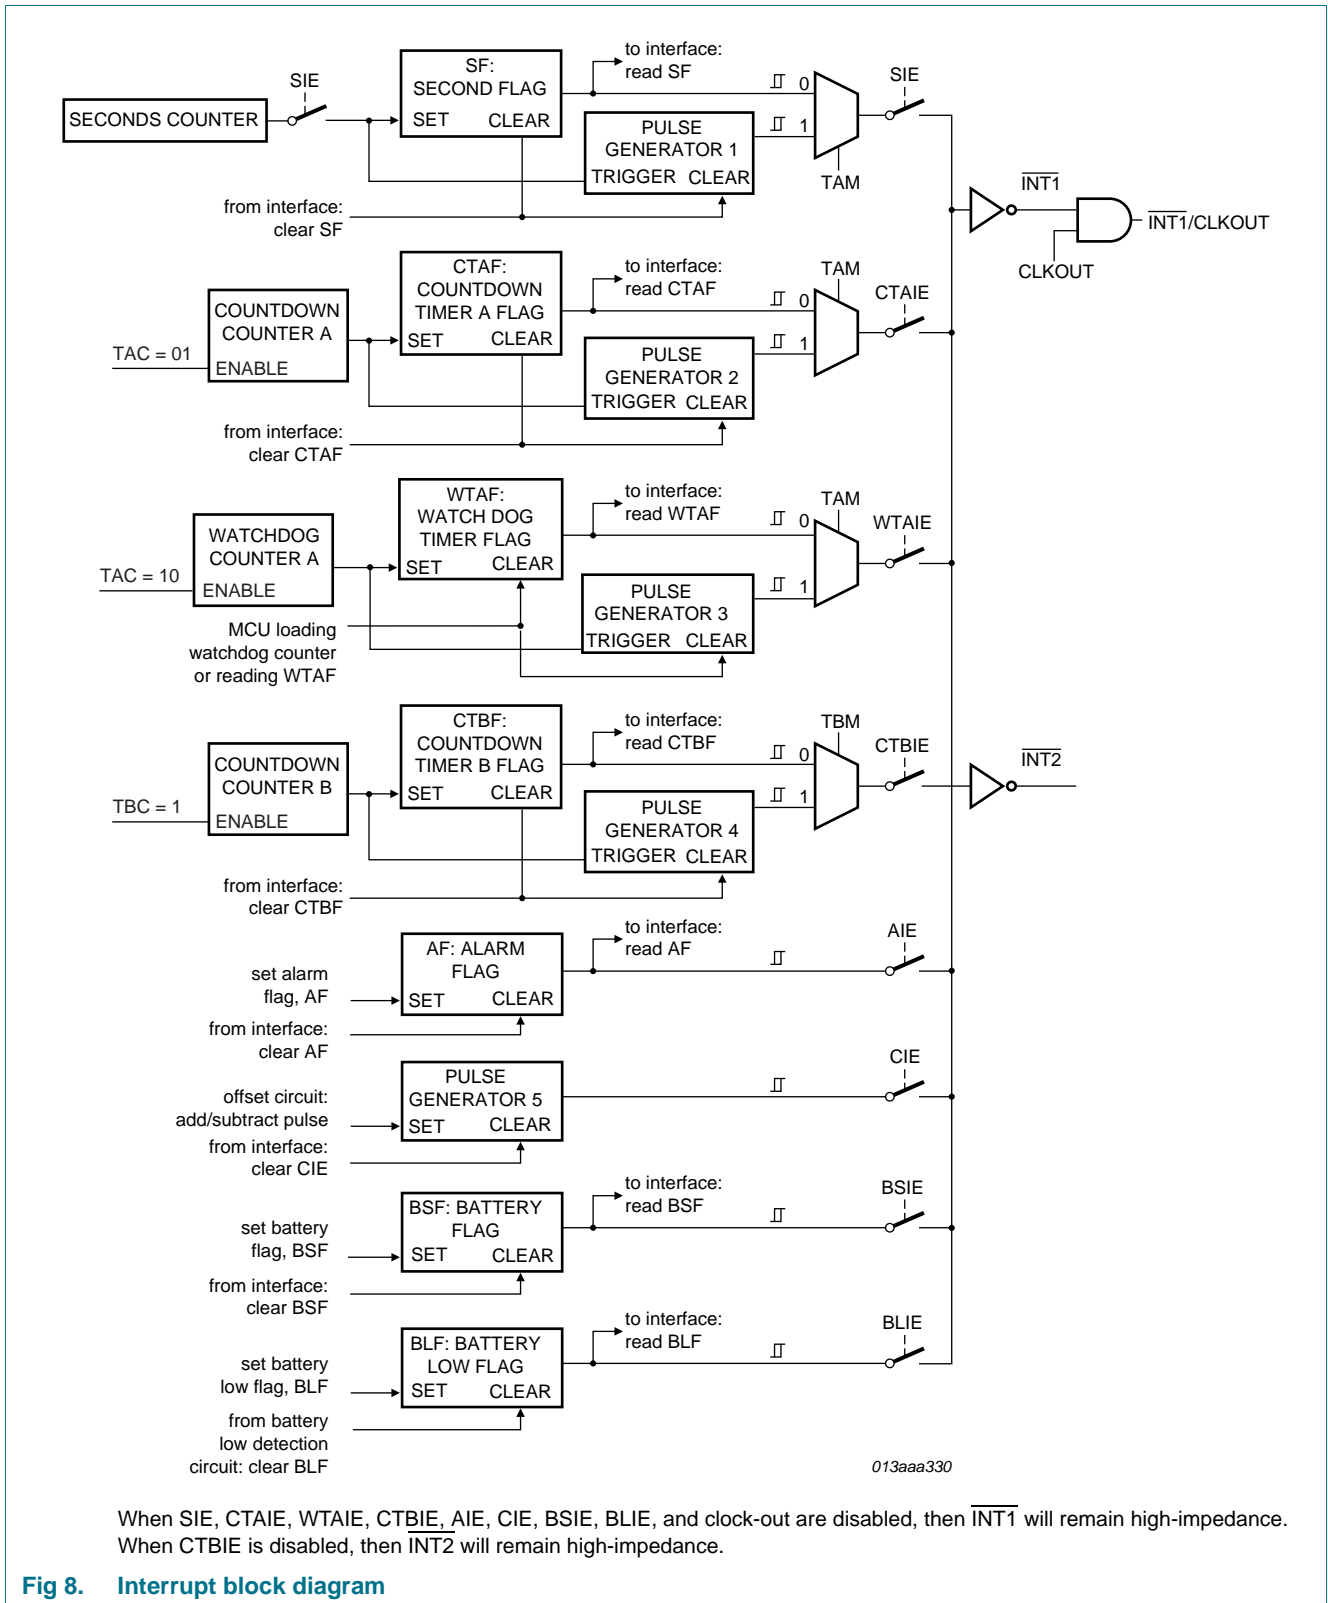 to interface:
read SF
SF:
SECOND FLAG
SET CLEAR
SIE
SECONDS COUNTER
0
1
SIE
PULSE
GENERATOR 1
TRIGGER CLEAR
TAM
from interface:
clear SF
INT1
INT1/CLKOUT
CLKOUT
to interface:
read CTAF
CTAF:
COUNTDOWN
TIMER A FLAG
SET CLEAR
COUNTDOWN
COUNTER A
ENABLE
TAC = 01
TAM
0
1
CTAIE
PULSE
GENERATOR 2
TRIGGER CLEAR
from interface:
clear CTAF
to interface:
read WTAF
WTAF:
WATCH DOG
TIMER FLAG
SET CLEAR
WATCHDOG
COUNTER A
ENABLE
TAC = 10
TAM
0
1
WTAIE
PULSE
GENERATOR 3
TRIGGER CLEAR
MCU loading
watchdog counter
or reading WTAF
to interface:
read CTBF
CTBF:
COUNTDOWN
TIMER B FLAG
SET CLEAR
COUNTDOWN
COUNTER B
ENABLE
TBC = 1
TBM
0
1
CTBIE
INT2
PULSE
GENERATOR 4
TRIGGER CLEAR
from interface:
clear CTBF
to interface:
read AF
AF: ALARM
FLAG
SET CLEAR
AIE
set alarm
flag, AF
from interface:
clear AF
PULSE
GENERATOR 5
SET CLEAR
CIE
offset circuit:
add/subtract pulse
from interface:
clear CIE
to interface:
read BSF
BSF: BATTERY
FLAG
SET CLEAR
BSIE
set battery
flag, BSF
from interface:
clear BSF
to interface:
read BLF
BLF: BATTERY
LOW FLAG
SET CLEAR
BLIE
set battery
low flag, BLF
from battery
low detection
circuit: clear BLF
013aaa330
When SIE, CTAIE, WTAIE, CTBIE, AIE, CIE, BSIE, BLIE, and clock-out are disabled, then INT1 will remain high-impedance.
When CTBIE is disabled, then INT2 will remain high-impedance.
Fig 8. Interrupt block diagram